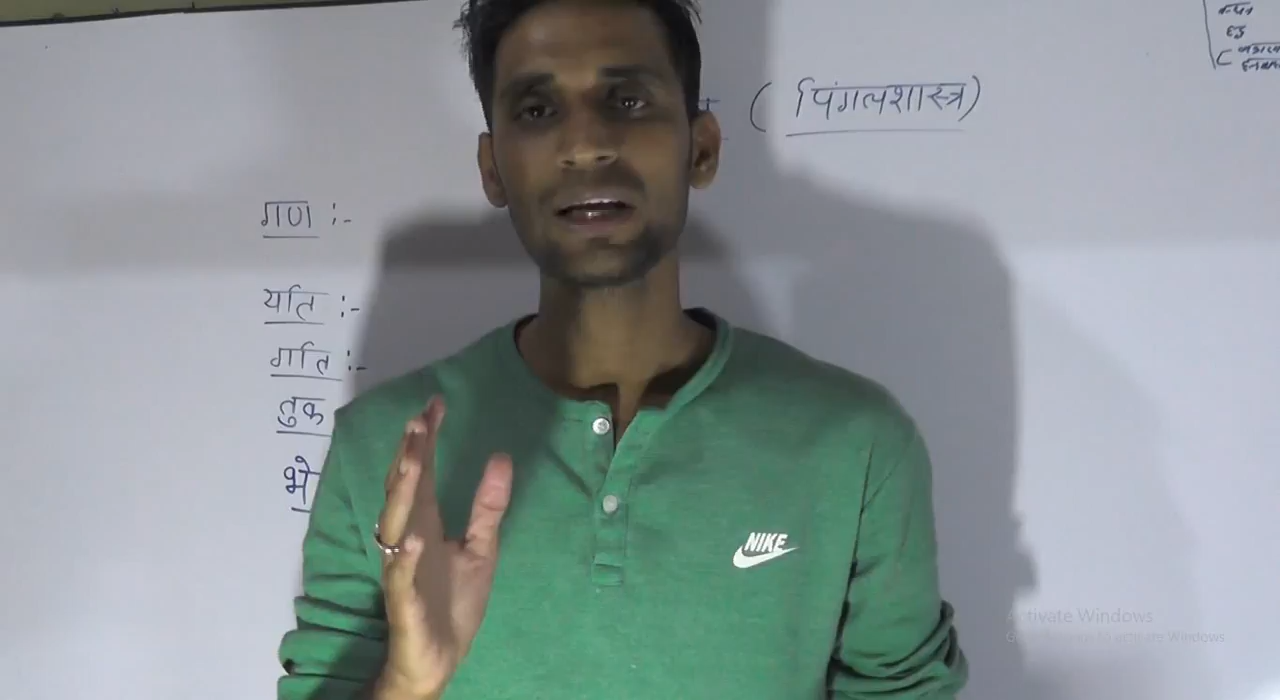 ( पिंगलशास्त्र)
गण :-
यति :-
गति :-
तुक
भे
NIKE
Activate Windows